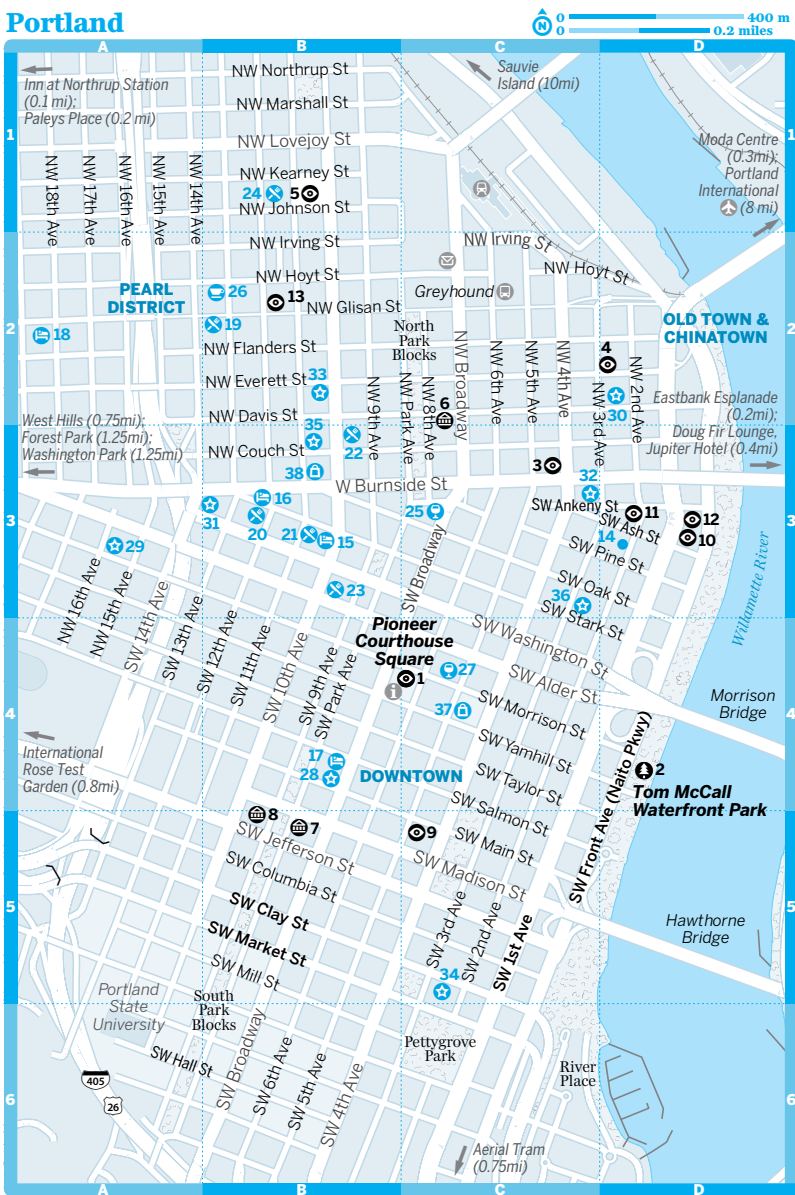 Portland
N
0 400 m
0 0.2 miles
A B C D
Inn at Northrup Station
(0.1 mi);
Paleys Place (0.2 mi)
NW Northrup St
NW Marshall St
NW Lovejoy St
NW Kearney St
24 5
NW Johnson St
NW Irving St
NW Hoyt St
Sauvie
Island (10mi)
Moda Centre
(0.3mi);
Portland
International
(8 mi)
1
1
NW 18th Ave
NW 17th Ave
NW 16th Ave
NW 15th Ave
NW 14th Ave
NW Irving St
NW Hoyt St
Greyhound
PEARL
DISTRICT
26
13
NW Glisan St
19
18
NW Flanders St
North
Park
Blocks
OLD TOWN &
CHINATOWN
2
2
4
33
NW Everett St
NW Davis St
35
NW Couch St
22
38
NW 9th Ave
NW Park Ave
NW 8th Ave
6
NW Broadway
NW 6th Ave
NW 5th Ave
NW 4th Ave
NW 3rd Ave
NW 2nd Ave
30
Eastbank Esplanade
(0.2mi);
Doug Fir Lounge,
Jupiter Hotel (0.4mi)
West Hills (0.75mi);
Forest Park (1.25mi);
Washington Park (1.25mi)
W Burnside St
3
32
16
31
20
21
15
25
SW Ankeny St
11
SW Ash St
12
10
14
SW Pine St
3
3
29
23
SW Broadway
SW Oak St
36
SW Stark St
Willamette River
NW 16th Ave
NW 15th Ave
SW 14th Ave
SW 13th Ave
SW 12th Ave
SW 11th Ave
SW 10th Ave
SW 9th Ave
SW Park Ave
Pioneer
Courthouse
Square
1
27
37
SW Washington St
SW Alder St
SW Morrison St
SW Yamhill St
SW Taylor St
SW Salmon St
SW Main St
SW Madison St
Morrison
Bridge
4
4
International
Rose Test
Garden (0.8mi)
17
28
DOWNTOWN
2
Tom McCall
Waterfront Park
SW Front Ave (Naito Pkwy)
8
7
9
SW Jefferson St
SW Columbia St
SW Clay St
SW Market St
SW Mill St
5
5
SW 3rd Ave
SW 2nd Ave
SW 1st Ave
Hawthorne
Bridge
34
Portland
State
University
South
Park
Blocks
Pettygrove
Park
River
Place
SW Hall St
SW Broadway
SW 6th Ave
SW 5th Ave
SW 4th Ave
405
26
6
6
Aerial Tram
(0.75mi)
A B C D